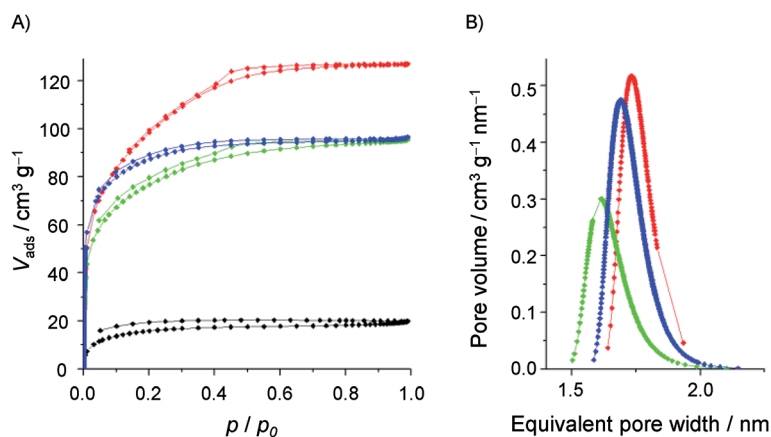 A)
V_ads / cm³ g⁻¹
120
100
80
60
40
20
0
0.0 0.2 0.4 0.6 0.8 1.0
p / p₀
B)
Pore volume / cm³ g⁻¹ nm⁻¹
0.5
0.4
0.3
0.2
0.1
0.0
1.5 2.0
Equivalent pore width / nm